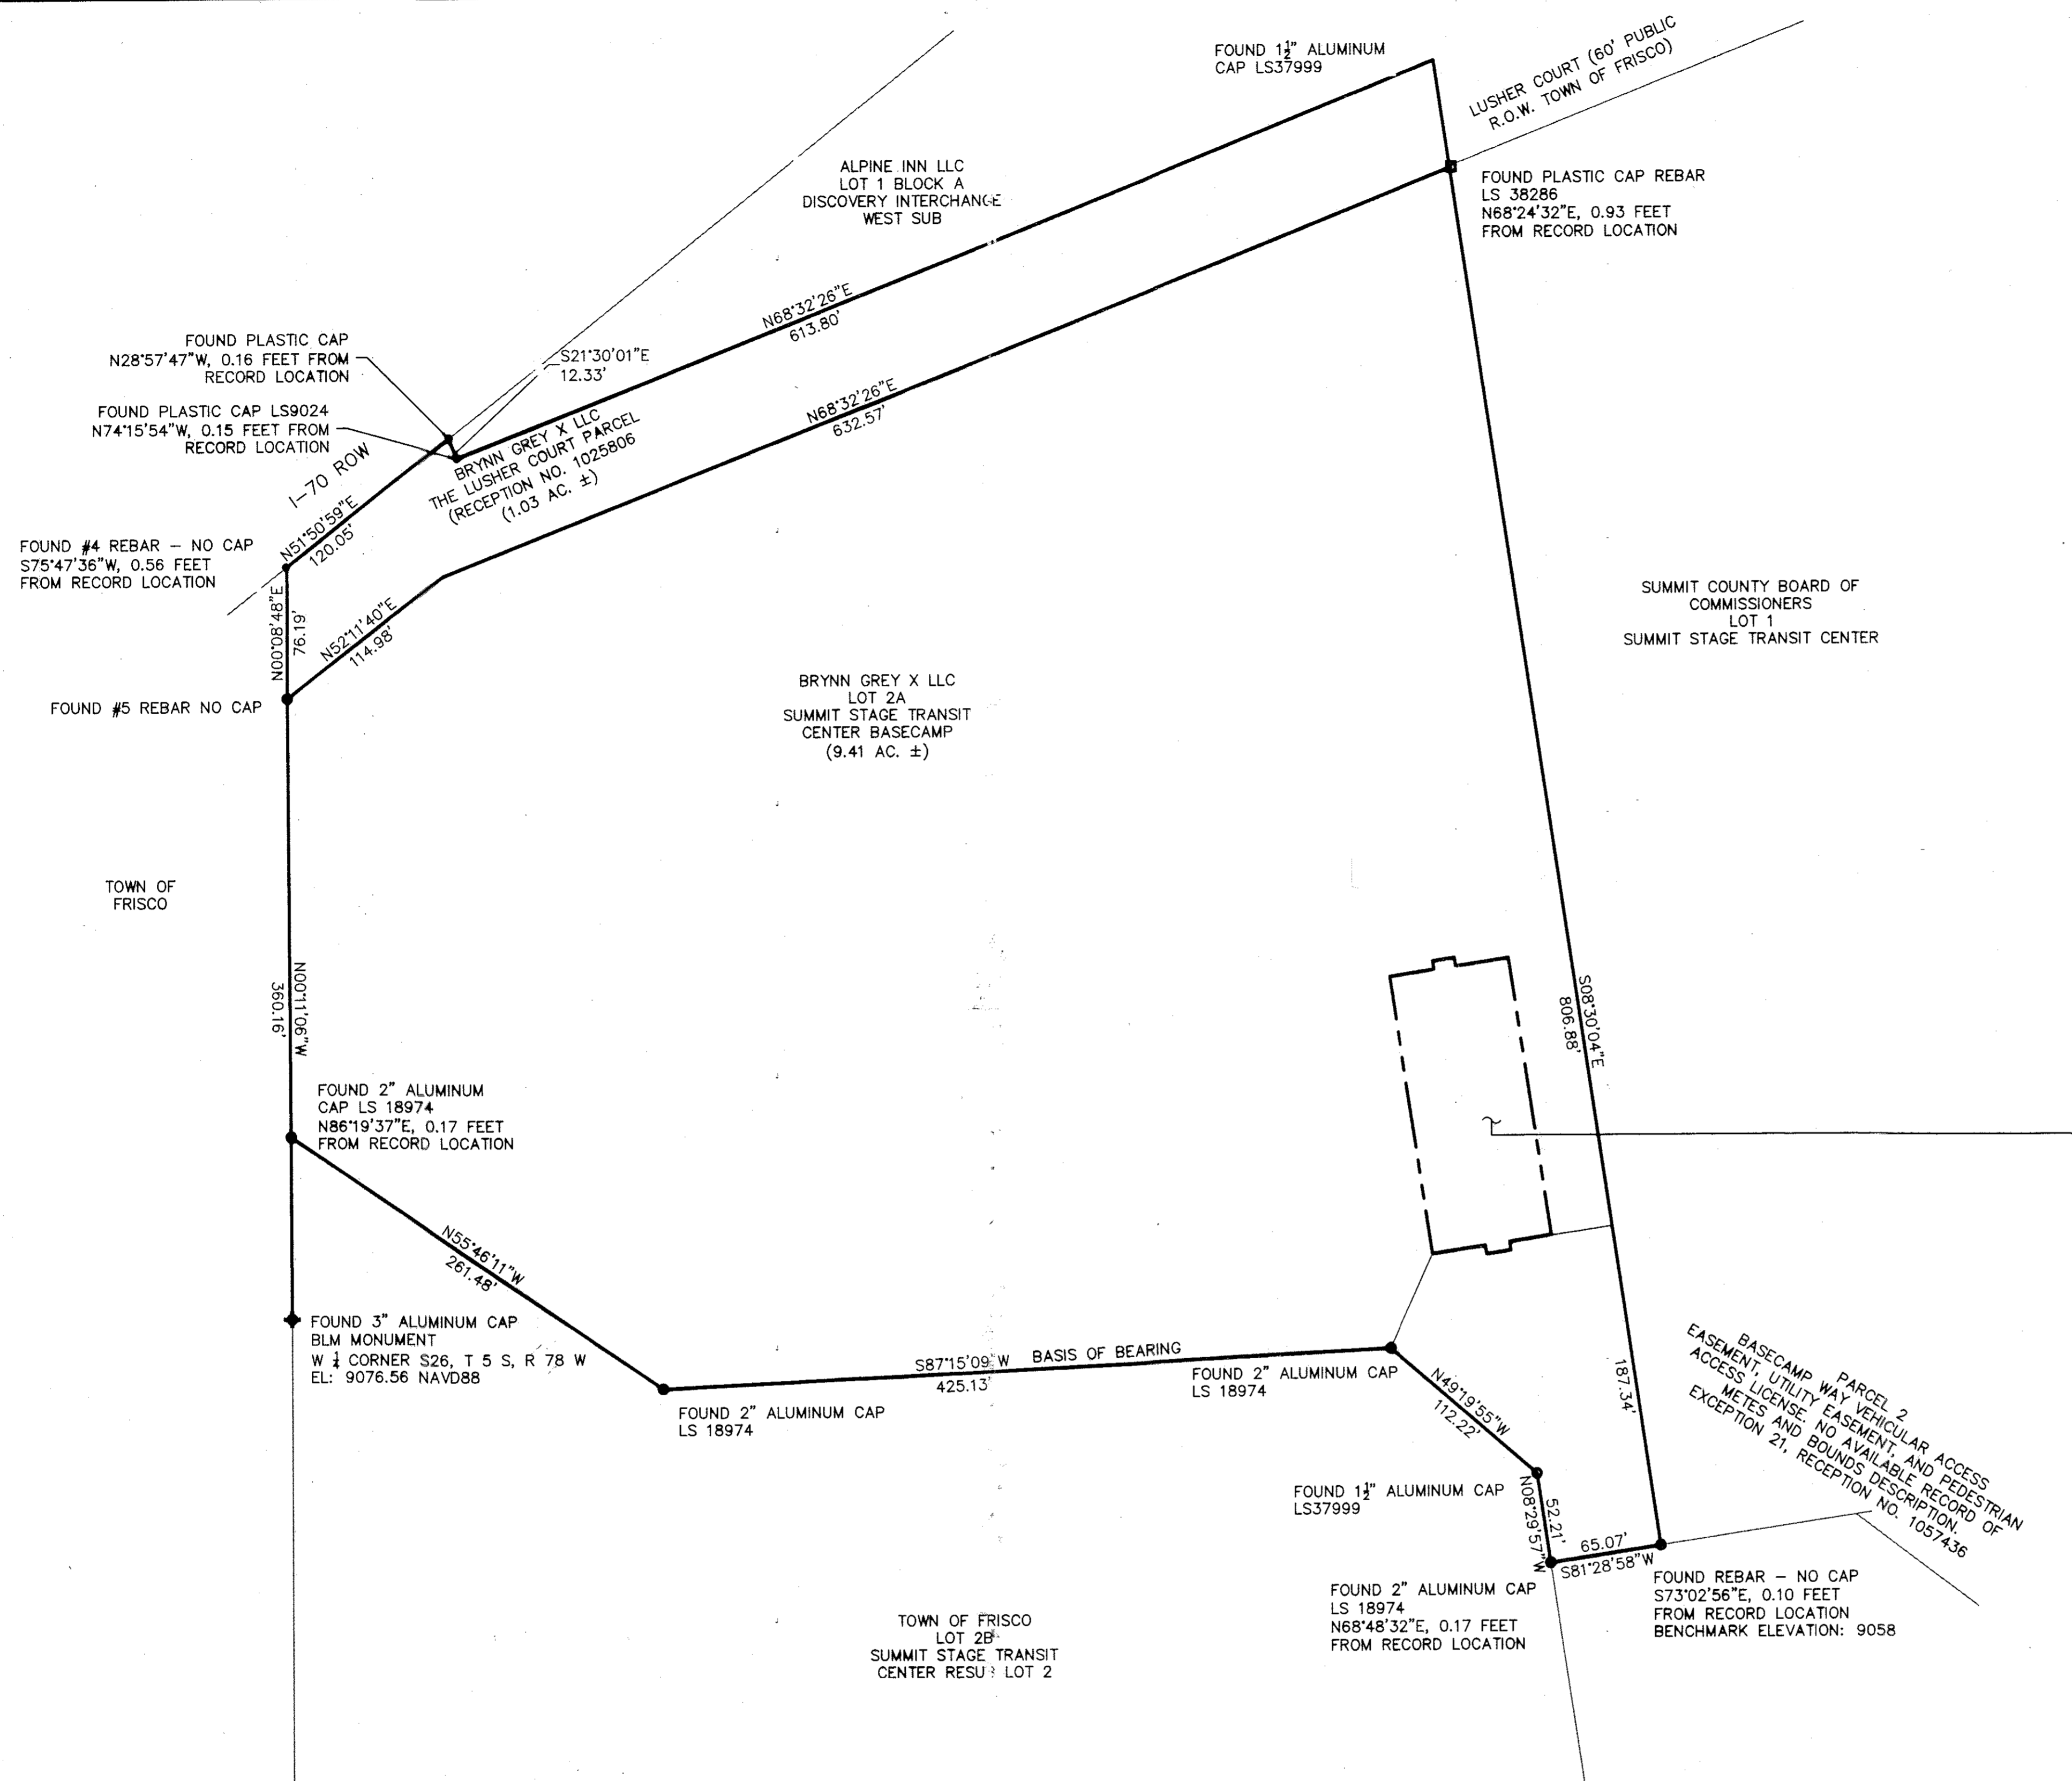 FOUND 1½" ALUMINUM
CAP LS37999
LUSHER COURT (60' PUBLIC
R.O.W. TOWN OF FRISCO)
ALPINE INN LLC
LOT 1 BLOCK A
DISCOVERY INTERCHANGE
WEST SUB
FOUND PLASTIC CAP REBAR
LS 38286
N68°24'32"E, 0.93 FEET
FROM RECORD LOCATION
N68°32'26"E
613.80'
FOUND PLASTIC CAP
N28°57'47"W, 0.16 FEET FROM
RECORD LOCATION
S21°30'01"E
12.33'
FOUND PLASTIC CAP LS9024
N74°15'54"W, 0.15 FEET FROM
RECORD LOCATION
N68°32'26"E
632.57'
BRYNN GREY X LLC
THE LUSHER COURT PARCEL
(RECEPTION NO. 1025806
(1.03 AC. ±)
I-70 ROW
N51°50'59"E
120.05'
FOUND #4 REBAR - NO CAP
S75°47'36"W, 0.56 FEET
FROM RECORD LOCATION
N00°08'48"E
76.19'
N52°11'40"E
114.98'
FOUND #5 REBAR NO CAP
SUMMIT COUNTY BOARD OF
COMMISSIONERS
LOT 1
SUMMIT STAGE TRANSIT CENTER
BRYNN GREY X LLC
LOT 2A
SUMMIT STAGE TRANSIT
CENTER BASECAMP
(9.41 AC. ±)
TOWN OF
FRISCO
N00°11'06"W
360.16'
S08°30'04"E
806.88'
FOUND 2" ALUMINUM
CAP LS 18974
N86°19'37"E, 0.17 FEET
FROM RECORD LOCATION
N55°46'11"W
261.48'
FOUND 3" ALUMINUM CAP
BLM MONUMENT
W ¼ CORNER S26, T 5 S, R 78 W
EL: 9076.56 NAVD88
S87°15'09"W
425.13'
BASIS OF BEARING
FOUND 2" ALUMINUM CAP
LS 18974
FOUND 2" ALUMINUM CAP
LS 18974
N49°19'55"W
112.22'
187.34'
PARCEL 2
BASECAMP WAY VEHICULAR ACCESS
EASEMENT, UTILITY EASEMENT, AND PEDESTRIAN
ACCESS LICENSE. NO AVAILABLE RECORD OF
METES AND BOUNDS DESCRIPTION.
EXCEPTION 21, RECEPTION NO. 1057436
FOUND 1½" ALUMINUM CAP
LS37999
N08°29'57"W
52.21'
65.07'
S81°28'58"W
FOUND 2" ALUMINUM CAP
LS 18974
N68°48'32"E, 0.17 FEET
FROM RECORD LOCATION
FOUND REBAR - NO CAP
S73°02'56"E, 0.10 FEET
FROM RECORD LOCATION
BENCHMARK ELEVATION: 9058
TOWN OF FRISCO
LOT 2B
SUMMIT STAGE TRANSIT
CENTER RESUB LOT 2